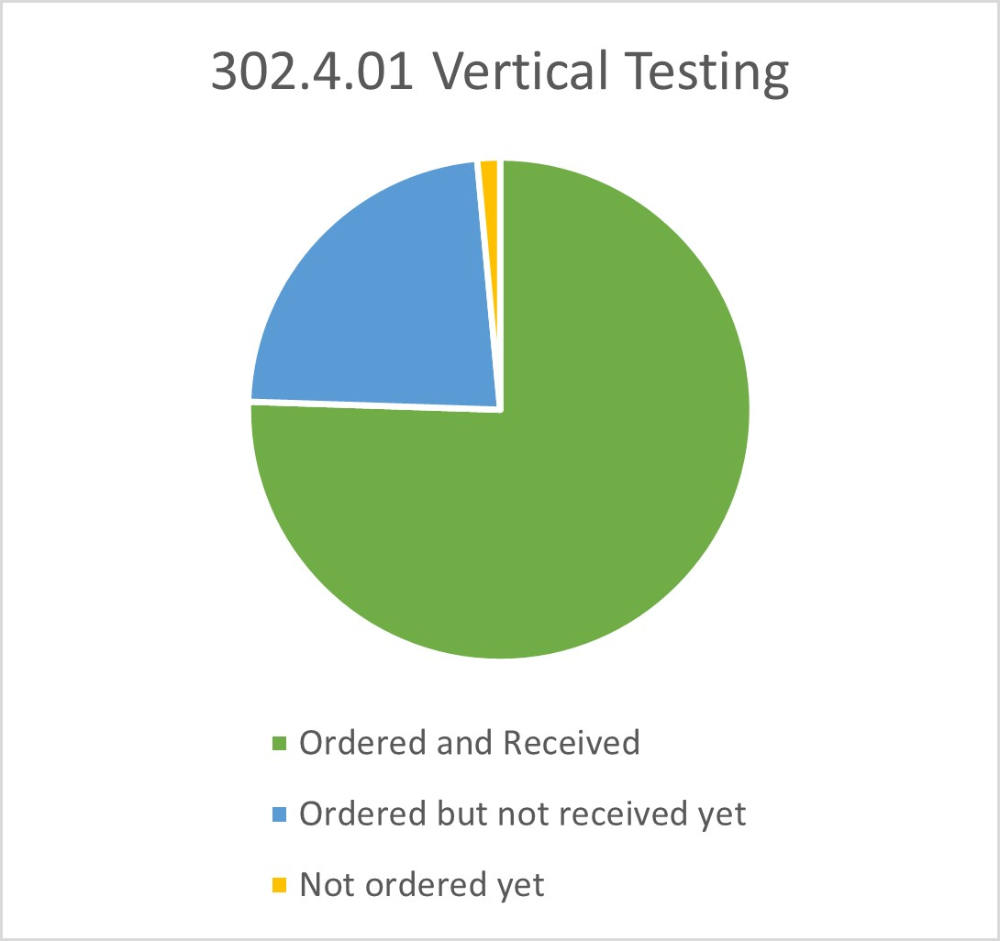 302.4.01 Vertical Testing
Ordered and Received
Ordered but not received yet
Not ordered yet